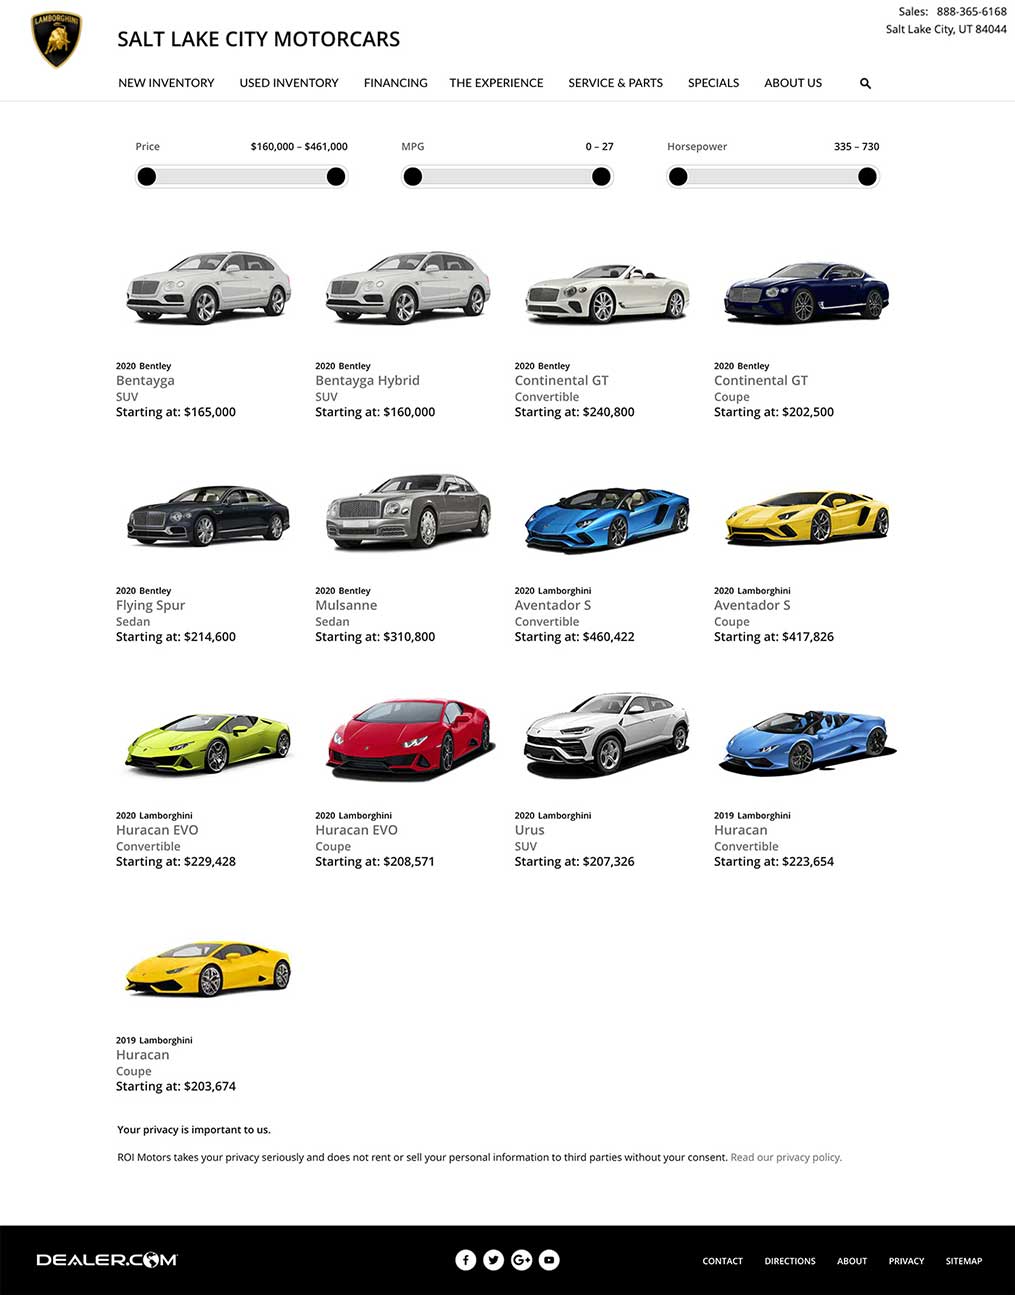 LAMBORGHINI
SALT LAKE CITY MOTORCARS
Sales: 888-365-6168
Salt Lake City, UT 84044
NEW INVENTORY USED INVENTORY FINANCING THE EXPERIENCE SERVICE & PARTS SPECIALS ABOUT US
Price $160,000 – $461,000 MPG 0 – 27 Horsepower 335 – 730
2020 Bentley
Bentayga
SUV
Starting at: $165,000
2020 Bentley
Bentayga Hybrid
SUV
Starting at: $160,000
2020 Bentley
Continental GT
Convertible
Starting at: $240,800
2020 Bentley
Continental GT
Coupe
Starting at: $202,500
2020 Bentley
Flying Spur
Sedan
Starting at: $214,600
2020 Bentley
Mulsanne
Sedan
Starting at: $310,800
2020 Lamborghini
Aventador S
Convertible
Starting at: $460,422
2020 Lamborghini
Aventador S
Coupe
Starting at: $417,826
2020 Lamborghini
Huracan EVO
Convertible
Starting at: $229,428
2020 Lamborghini
Huracan EVO
Coupe
Starting at: $208,571
2020 Lamborghini
Urus
SUV
Starting at: $207,326
2019 Lamborghini
Huracan
Convertible
Starting at: $223,654
2019 Lamborghini
Huracan
Coupe
Starting at: $203,674
Your privacy is important to us.
ROI Motors takes your privacy seriously and does not rent or sell your personal information to third parties without your consent. Read our privacy policy.
DEALER.COM
CONTACT DIRECTIONS ABOUT PRIVACY SITEMAP